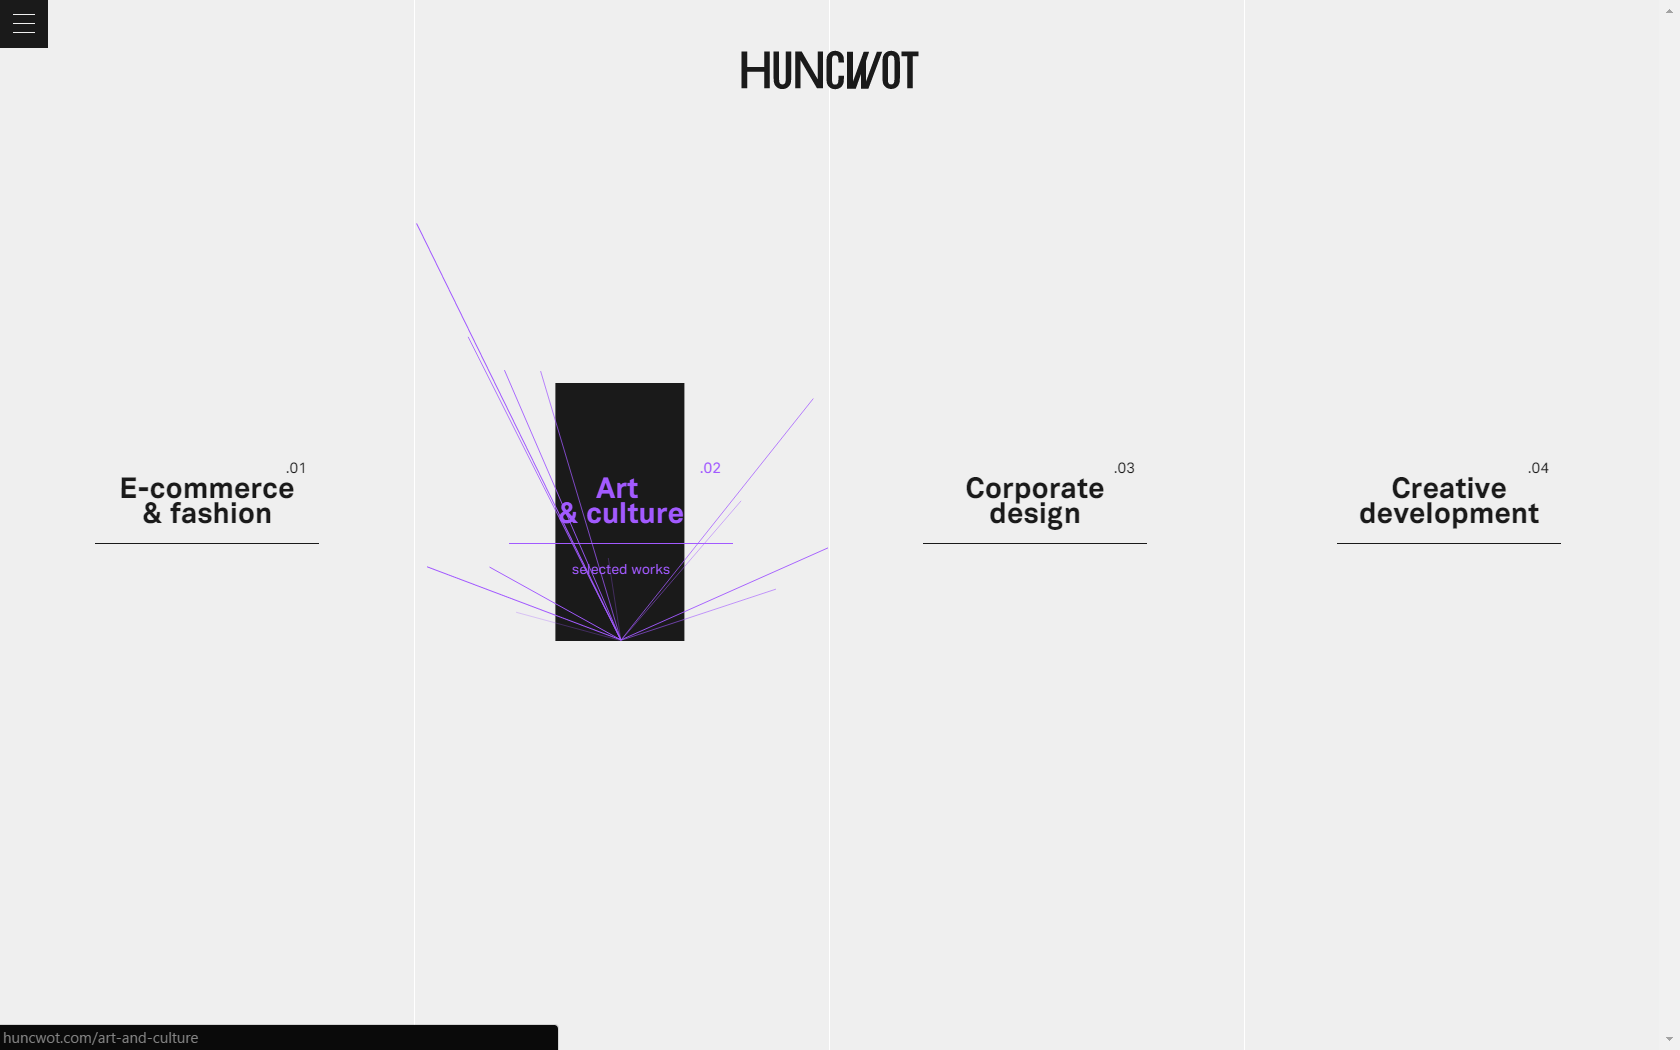 HUNCWOT
.01
E-commerce
& fashion
.02
Art
& culture
selected works
.03
Corporate
design
.04
Creative
development
huncwot.com/art-and-culture